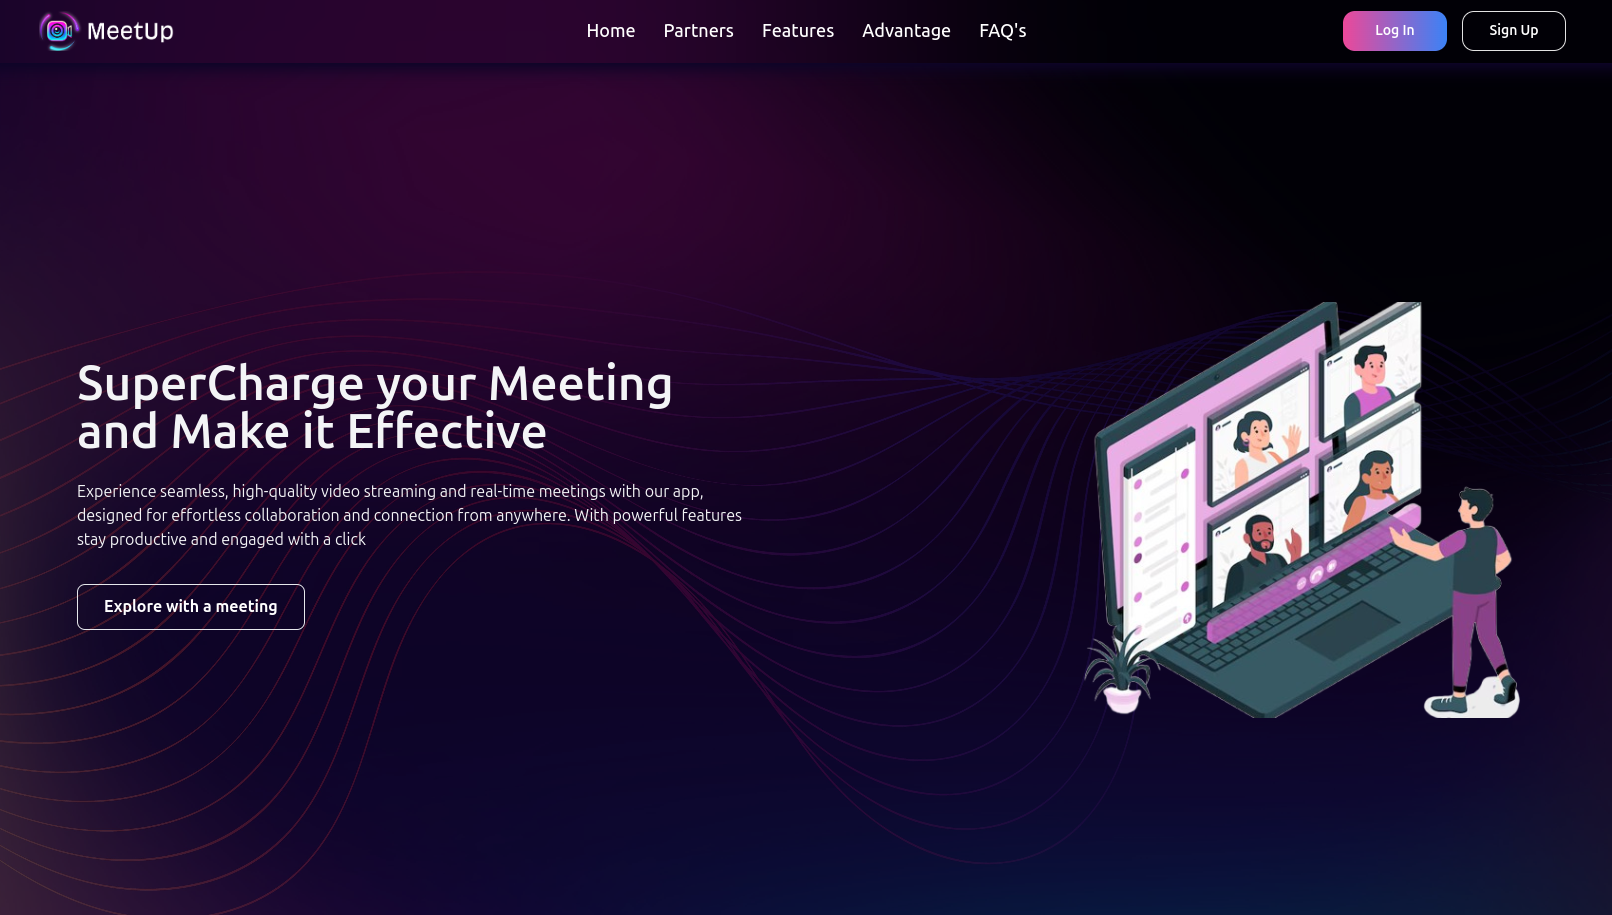 MeetUp
Home
Partners
Features
Advantage
FAQ's
Log In
Sign Up
SuperCharge your Meeting
and Make it Effective
Experience seamless, high-quality video streaming and real-time meetings with our app,
designed for effortless collaboration and connection from anywhere. With powerful features
stay productive and engaged with a click
Explore with a meeting